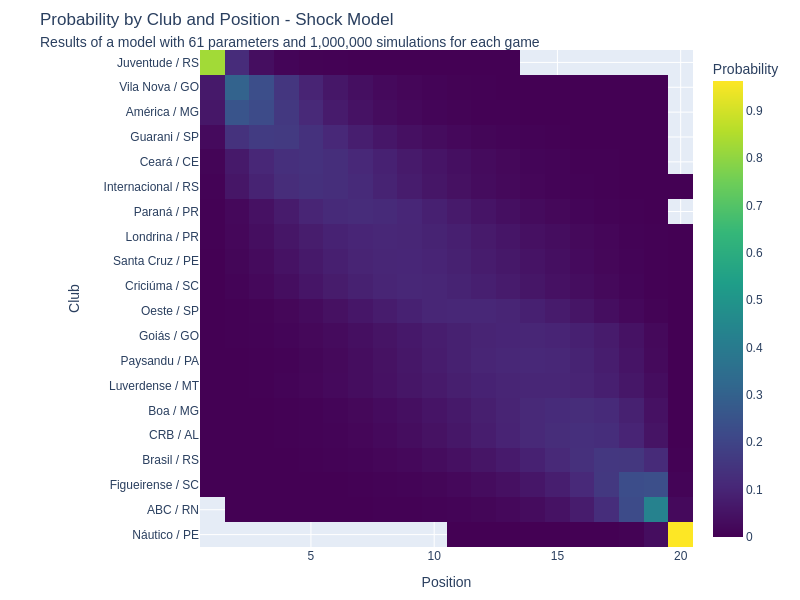 Probability by Club and Position - Shock Model
Results of a model with 61 parameters and 1,000,000 simulations for each game
Probability
Club
Juventude / RS
Vila Nova / GO
América / MG
Guarani / SP
Ceará / CE
Internacional / RS
Paraná / PR
Londrina / PR
Santa Cruz / PE
Criciúma / SC
Oeste / SP
Goiás / GO
Paysandu / PA
Luverdense / MT
Boa / MG
CRB / AL
Brasil / RS
Figueirense / SC
ABC / RN
Náutico / PE
0.9
0.8
0.7
0.6
0.5
0.4
0.3
0.2
0.1
0
5
10
15
20
Position